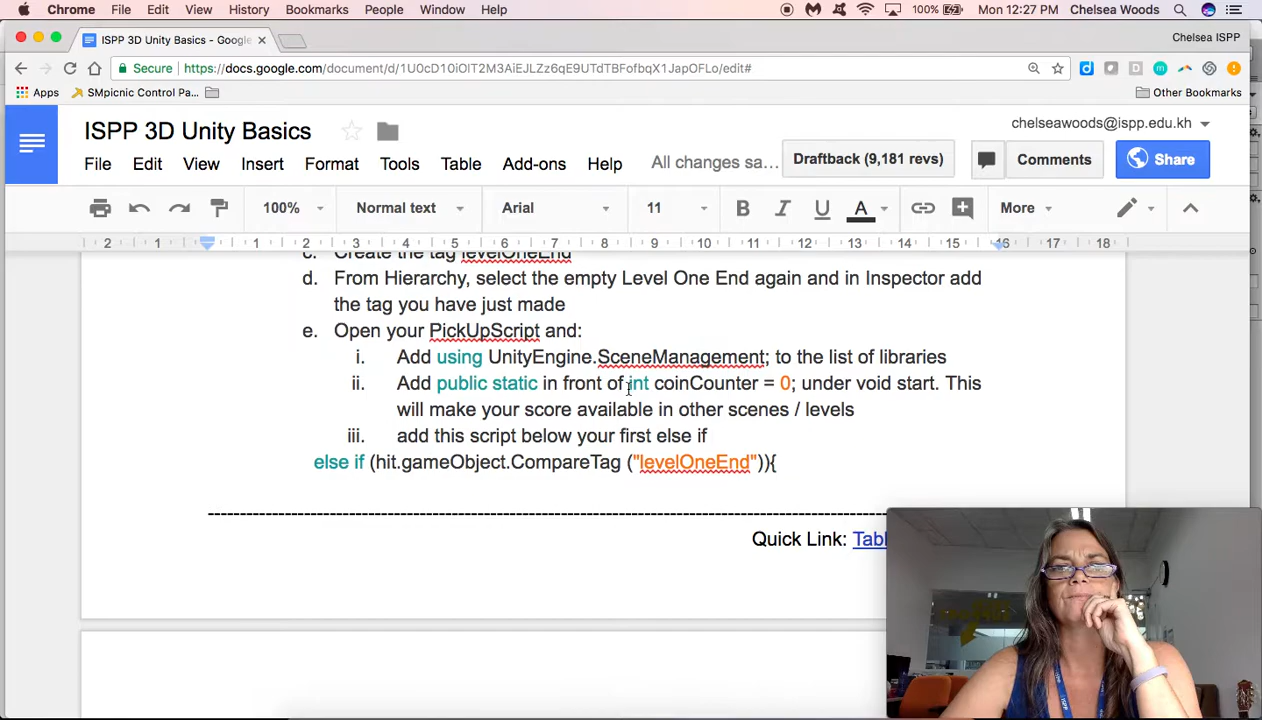 Chrome File Edit View History Bookmarks People Window Help 100% Mon 12:27 PM Chelsea Woods
ISPP 3D Unity Basics - Google Chelsea ISPP
Secure https://docs.google.com/document/d/1U0cD10iOIT2M3AiEJLZz6qE9UTdTBFofbqX1JapOFLo/edit#
Apps SMpicnic Control Pa... Other Bookmarks
ISPP 3D Unity Basics chelseawoods@ispp.edu.kh
File Edit View Insert Format Tools Table Add-ons Help All changes sa... Draftback (9,181 revs) Comments Share
100% Normal text Arial 11 B I U A More
2 1 1 2 3 4 5 6 7 8 9 10 11 12 13 14 15 16 17 18
c. Create the tag levelOneEnd
d. From Hierarchy, select the empty Level One End again and in Inspector add
the tag you have just made
e. Open your PickUpScript and:
i. Add using UnityEngine.SceneManagement; to the list of libraries
ii. Add public static in front of int coinCounter = 0; under void start. This
will make your score available in other scenes / levels
iii. add this script below your first else if
else if (hit.gameObject.CompareTag ("levelOneEnd")){
--------------------------------------------------------------------------------
Quick Link: Tabl